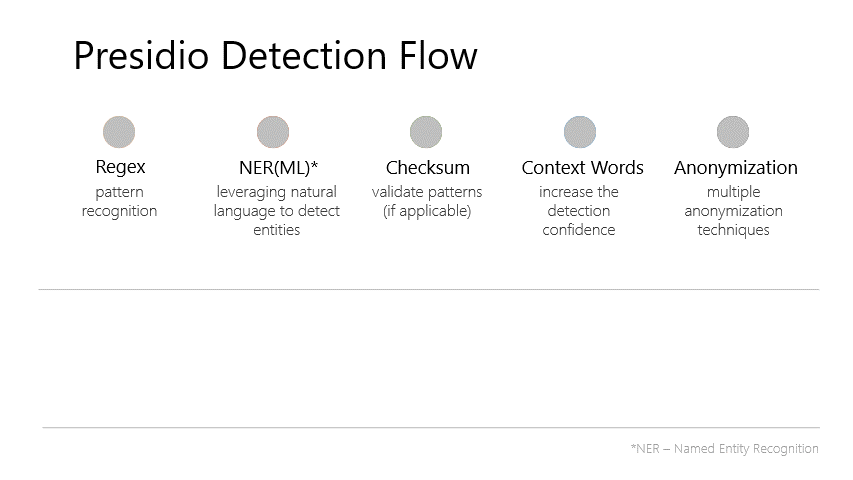 Presidio Detection Flow
Regex
pattern
recognition
NER(ML)*
leveraging natural
language to detect
entities
Checksum
validate patterns
(if applicable)
Context Words
increase the
detection
confidence
Anonymization
multiple
anonymization
techniques
*NER – Named Entity Recognition